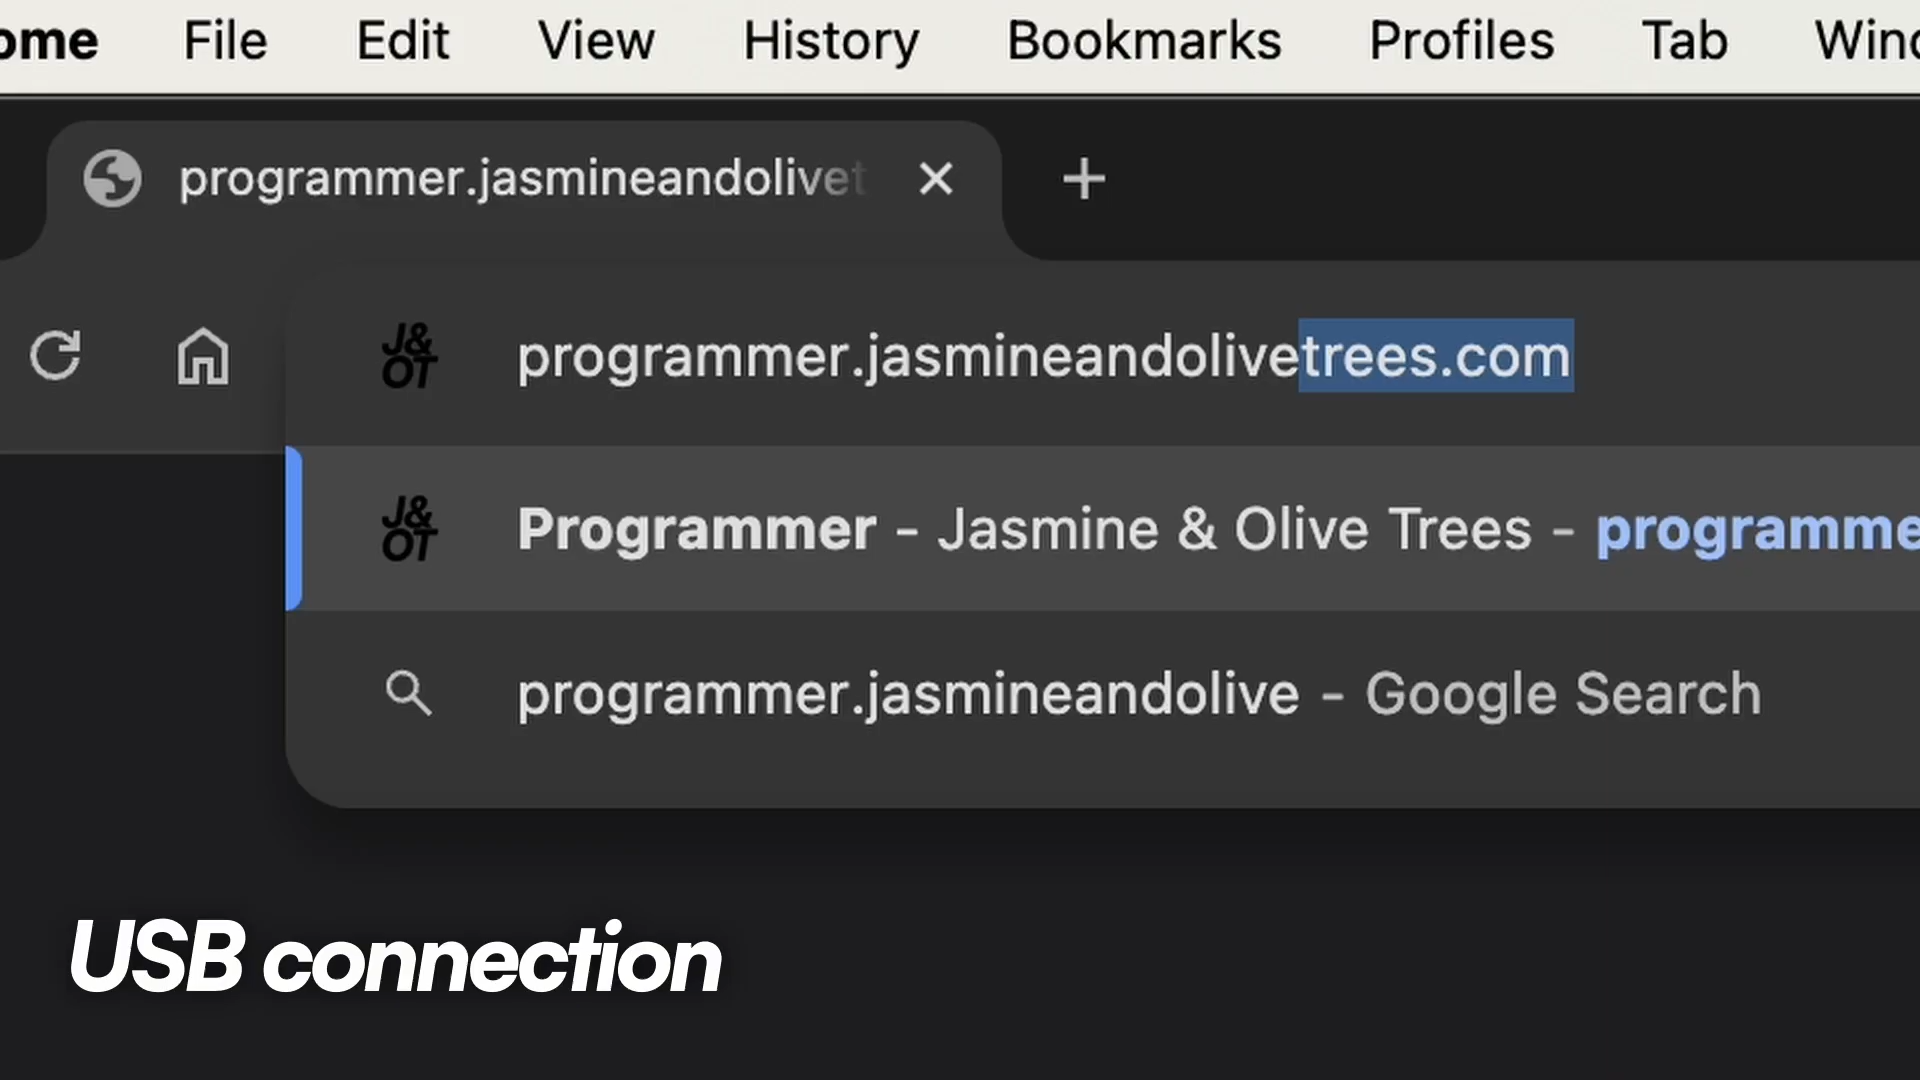 ome File Edit View History Bookmarks Profiles Tab Wind
programmer.jasmineandolivet
J& OT programmer.jasmineandolivetrees.com
J& OT Programmer - Jasmine & Olive Trees - programme
programmer.jasmineandolive - Google Search
USB connection